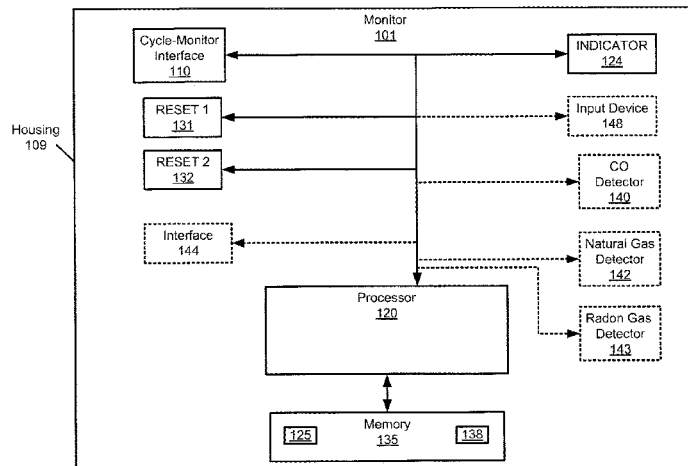 Monitor
101
Cycle-Monitor
Interface
110
INDICATOR
124
RESET 1
131
Input Device
148
Housing
109
RESET 2
132
CO
Detector
140
Interface
144
Natural Gas
Detector
142
Processor
120
Radon Gas
Detector
143
Memory
135
125
138